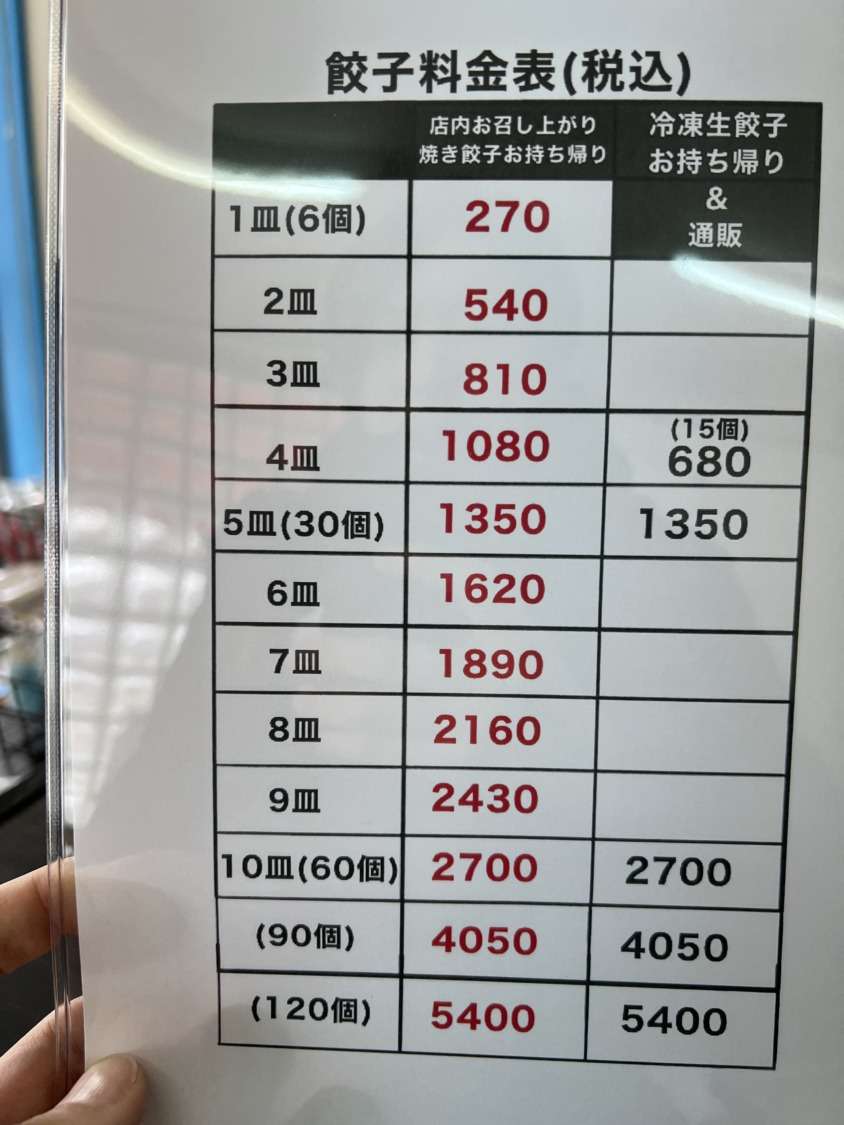 餃子料金表(税込)
店内お召し上がり
焼き餃子お持ち帰り
冷凍生餃子
お持ち帰り
&
通販
1皿(6個) 270
2皿 540
3皿 810
4皿 1080 (15個) 680
5皿(30個) 1350 1350
6皿 1620
7皿 1890
8皿 2160
9皿 2430
10皿(60個) 2700 2700
(90個) 4050 4050
(120個) 5400 5400